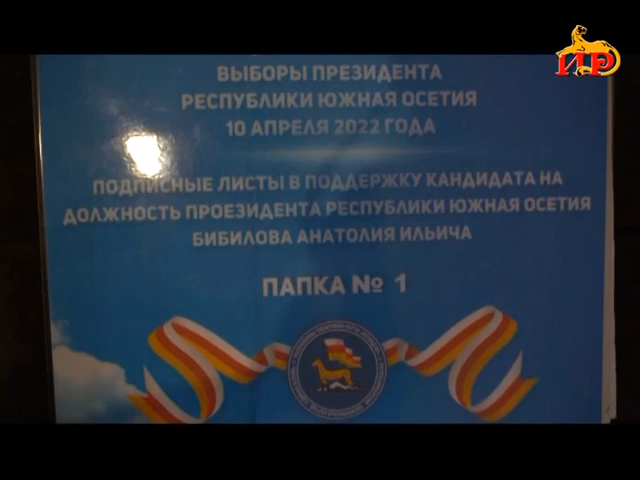 ИР
ВЫБОРЫ ПРЕЗИДЕНТА
РЕСПУБЛИКИ ЮЖНАЯ ОСЕТИЯ
10 АПРЕЛЯ 2022 ГОДА
ПОДПИСНЫЕ ЛИСТЫ В ПОДДЕРЖКУ КАНДИДАТА НА
ДОЛЖНОСТЬ ПРОЕЗИДЕНТА РЕСПУБЛИКИ ЮЖНАЯ ОСЕТИЯ
БИБИЛОВА АНАТОЛИЯ ИЛЬИЧА
ПАПКА № 1